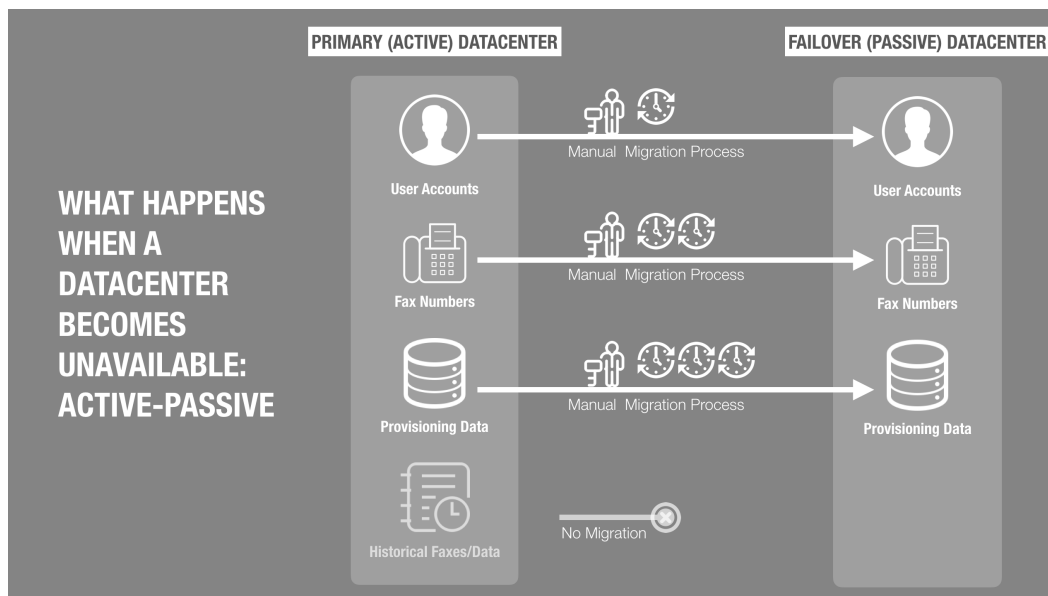 PRIMARY (ACTIVE) DATACENTER
FAILOVER (PASSIVE) DATACENTER
WHAT HAPPENS
WHEN A
DATACENTER
BECOMES
UNAVAILABLE:
ACTIVE-PASSIVE
User Accounts
Manual Migration Process
User Accounts
Fax Numbers
Manual Migration Process
Fax Numbers
Provisioning Data
Manual Migration Process
Provisioning Data
Historical Faxes/Data
No Migration